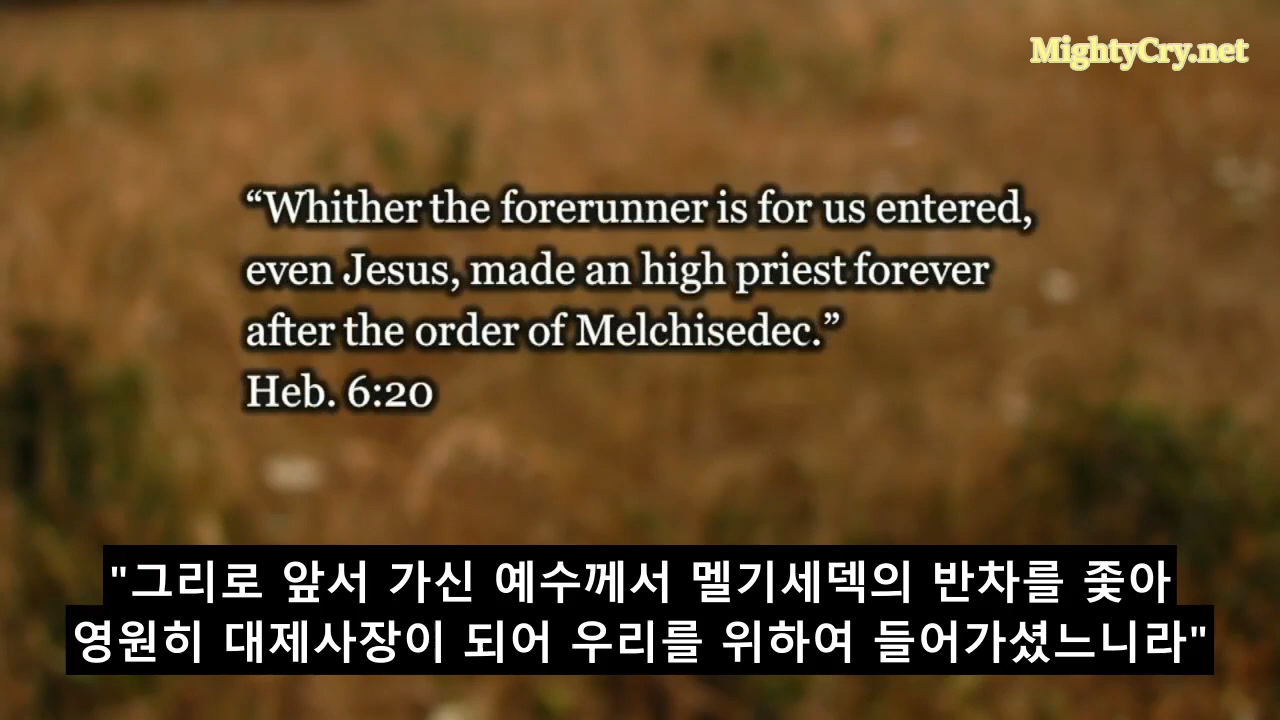 MightyCry.net
“Whither the forerunner is for us entered,
even Jesus, made an high priest forever
after the order of Melchisedec.”
Heb. 6:20
"그리로 앞서 가신 예수께서 멜기세덱의 반차를 좇아
영원히 대제사장이 되어 우리를 위하여 들어가셨느니라"